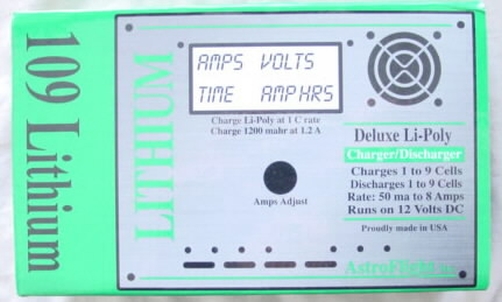 109 Lithium
LITHIUM
AMPS VOLTS
TIME AMPHRS
Charge Li-Poly at 1 C rate
Charge 1200 mahr at 1.2 A
Amps Adjust
Deluxe Li-Poly
Charger/Discharger
Charges 1 to 9 Cells
Discharges 1 to 9 Cells
Rate: 50 ma to 8 Amps
Runs on 12 Volts DC
Proudly made in USA
AstroFlight